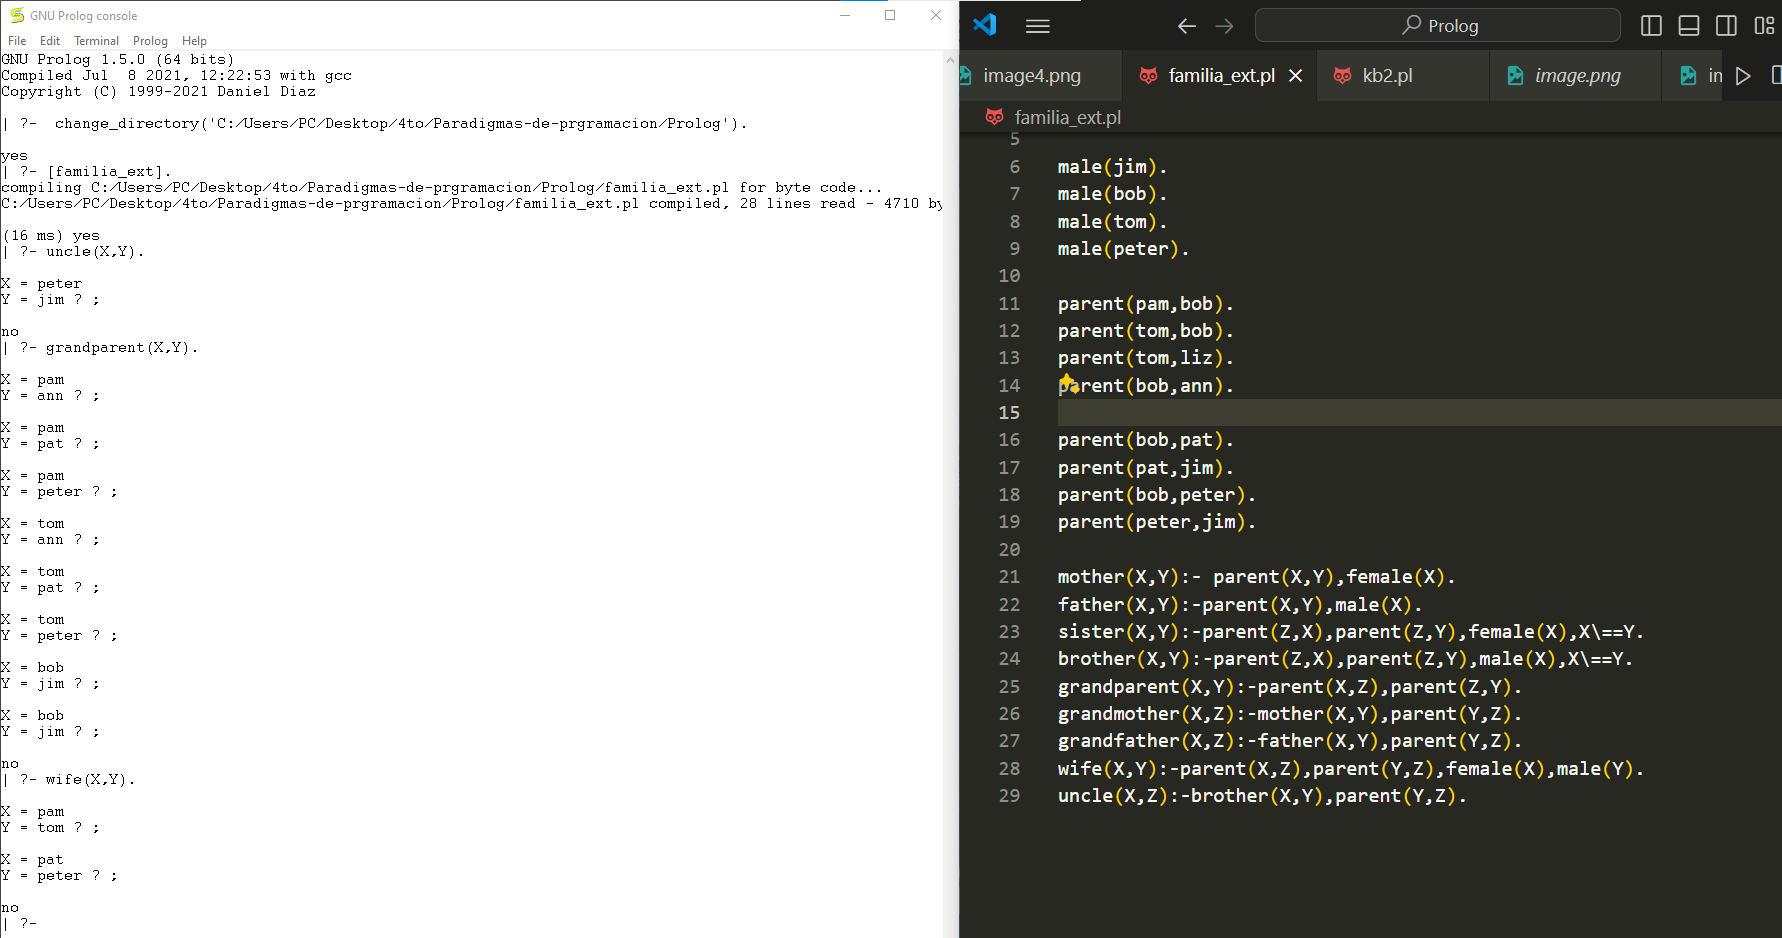 GNU Prolog console
File Edit Terminal Prolog Help
GNU Prolog 1.5.0 (64 bits)
Compiled Jul  8 2021, 12:22:53 with gcc
Copyright (C) 1999-2021 Daniel Diaz
| ?-  change_directory('C:/Users/PC/Desktop/4to/Paradigmas-de-prgramacion/Prolog').
yes
| ?- [familia_ext].
compiling C:/Users/PC/Desktop/4to/Paradigmas-de-prgramacion/Prolog/familia_ext.pl for byte code...
C:/Users/PC/Desktop/4to/Paradigmas-de-prgramacion/Prolog/familia_ext.pl compiled, 28 lines read - 4710 by
(16 ms) yes
| ?- uncle(X,Y).
X = peter
Y = jim ? ;
no
| ?- grandparent(X,Y).
X = pam
Y = ann ? ;
X = pam
Y = pat ? ;
X = pam
Y = peter ? ;
X = tom
Y = ann ? ;
X = tom
Y = pat ? ;
X = tom
Y = peter ? ;
X = bob
Y = jim ? ;
X = bob
Y = jim ? ;
no
| ?- wife(X,Y).
X = pam
Y = tom ? ;
X = pat
Y = peter ? ;
no
| ?-
Prolog
image4.png familia_ext.pl kb2.pl image.png in
familia_ext.pl
5
6 male(jim).
7 male(bob).
8 male(tom).
9 male(peter).
10
11 parent(pam,bob).
12 parent(tom,bob).
13 parent(tom,liz).
14 parent(bob,ann).
15
16 parent(bob,pat).
17 parent(pat,jim).
18 parent(bob,peter).
19 parent(peter,jim).
20
21 mother(X,Y):- parent(X,Y),female(X).
22 father(X,Y):-parent(X,Y),male(X).
23 sister(X,Y):-parent(Z,X),parent(Z,Y),female(X),X\==Y.
24 brother(X,Y):-parent(Z,X),parent(Z,Y),male(X),X\==Y.
25 grandparent(X,Y):-parent(X,Z),parent(Z,Y).
26 grandmother(X,Z):-mother(X,Y),parent(Y,Z).
27 grandfather(X,Z):-father(X,Y),parent(Y,Z).
28 wife(X,Y):-parent(X,Z),parent(Y,Z),female(X),male(Y).
29 uncle(X,Z):-brother(X,Y),parent(Y,Z).